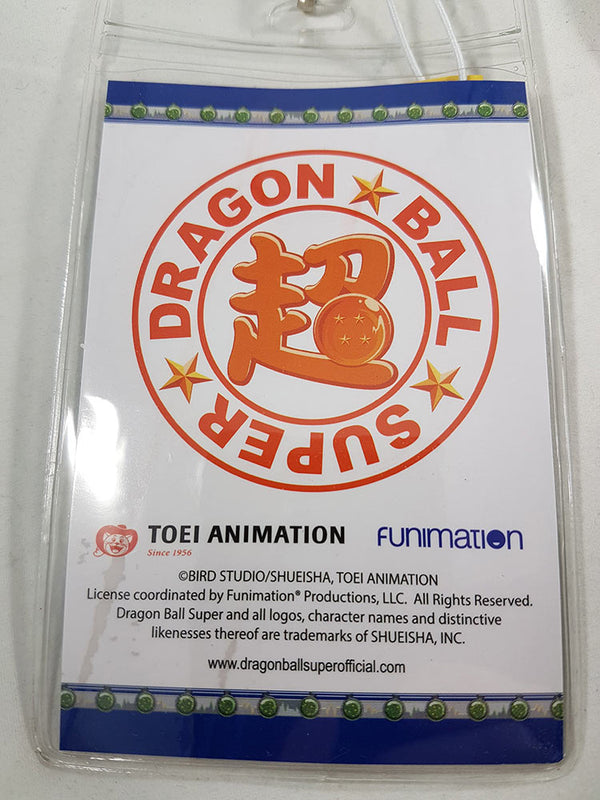 DRAGON BALL SUPER
超
TOEI ANIMATION
Since 1956
FUNIMATION
©BIRD STUDIO/SHUEISHA, TOEI ANIMATION
License coordinated by Funimation® Productions, LLC. All Rights Reserved.
Dragon Ball Super and all logos, character names and distinctive
likenesses thereof are trademarks of SHUEISHA, INC.
www.dragonballsuperofficial.com